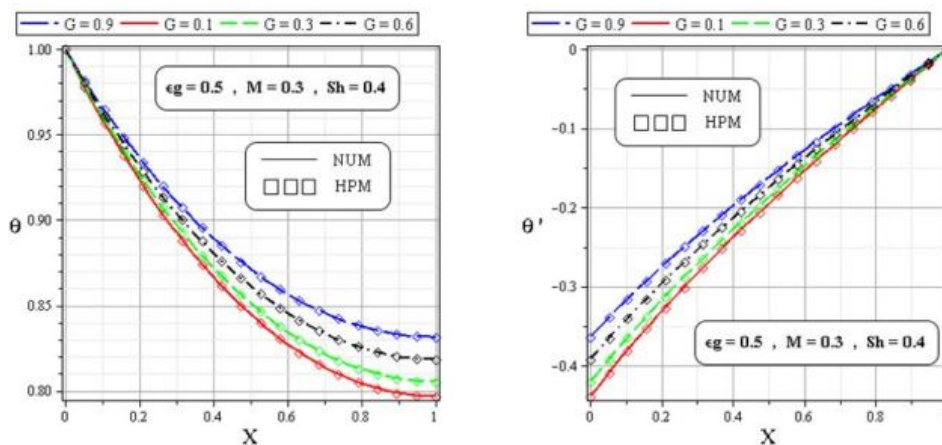 G = 0.9 G = 0.1 G = 0.3 G = 0.6
1.00
0.95
0.90
0.85
0.80
θ
ϵg = 0.5 , M = 0.3 , Sh = 0.4
NUM
HPM
0 0.2 0.4 0.6 0.8 1.0
X
G = 0.9 G = 0.1 G = 0.3 G = 0.6
0
−0.1
−0.2
−0.3
−0.4
θ '
NUM
HPM
ϵg = 0.5 , M = 0.3 , Sh = 0.4
0 0.2 0.4 0.6 0.8
X